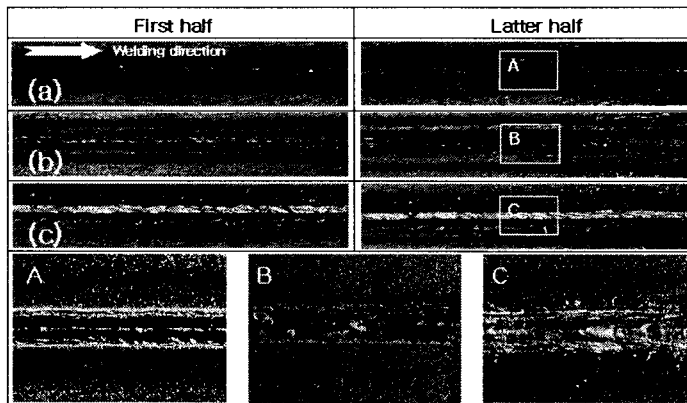 First half Latter half
Welding direction
(a) A
(b) B
(c) C
A B C